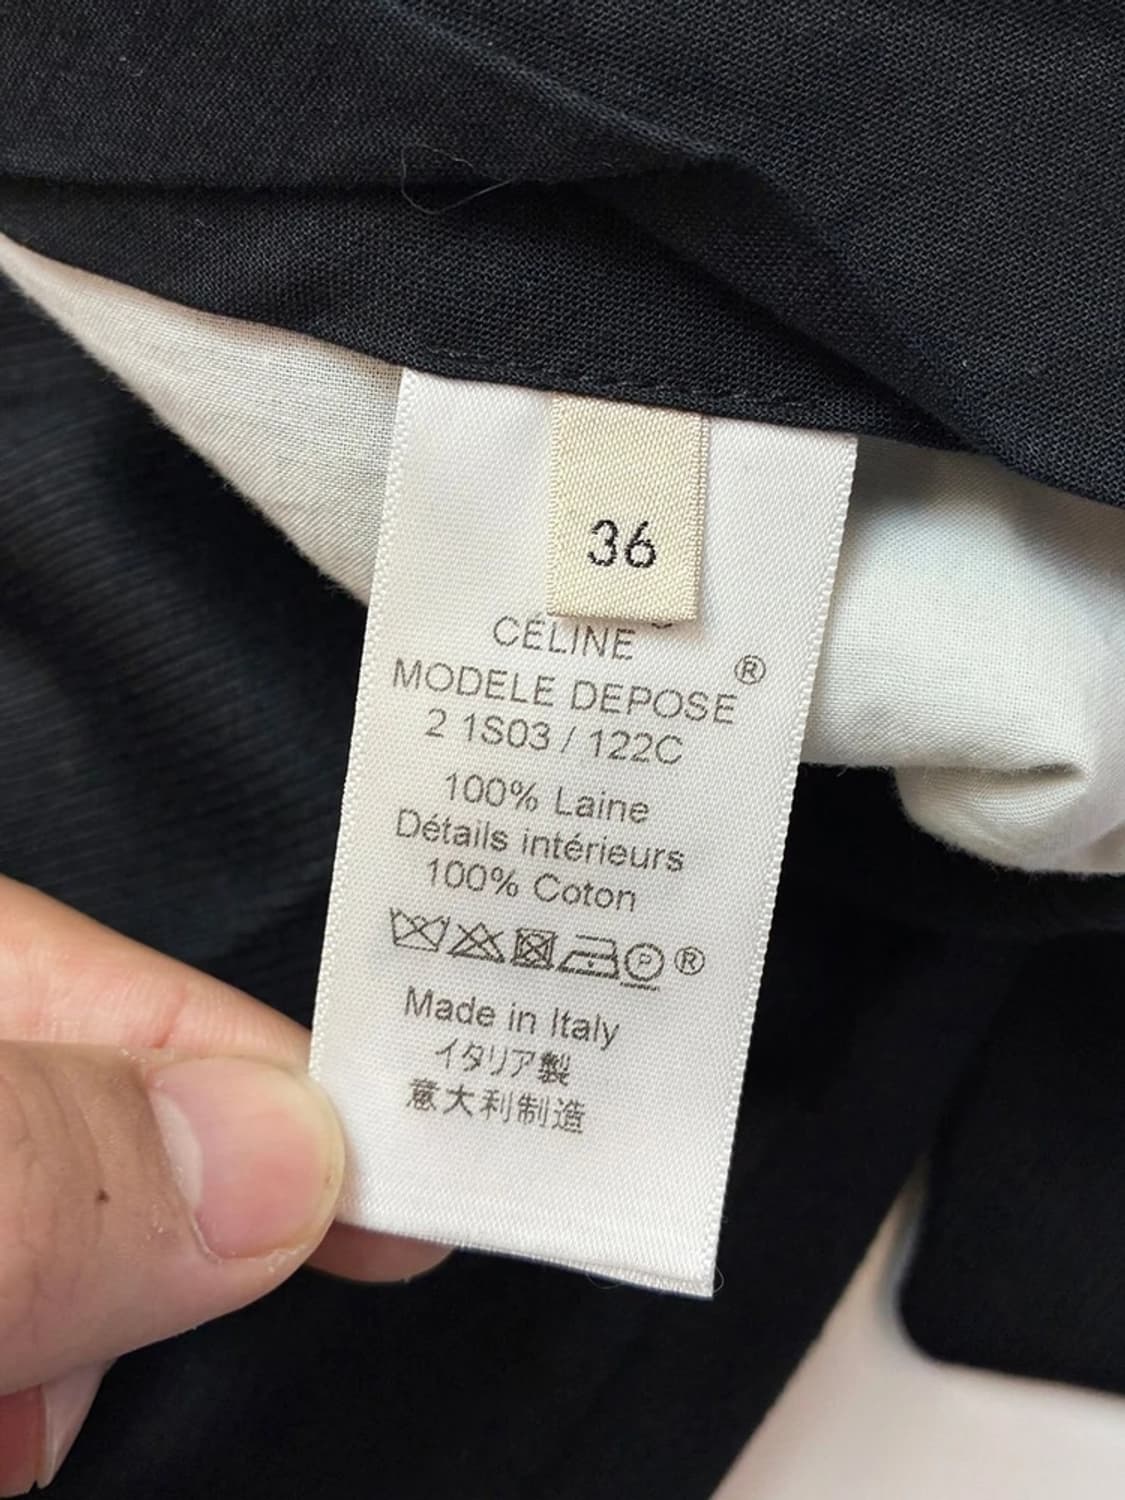 36
CÉLINE ®
MODELE DEPOSE ®
2 1S03 / 122C
100% Laine
Détails intérieurs
100% Coton
P ®
Made in Italy
イタリア製
意大利制造